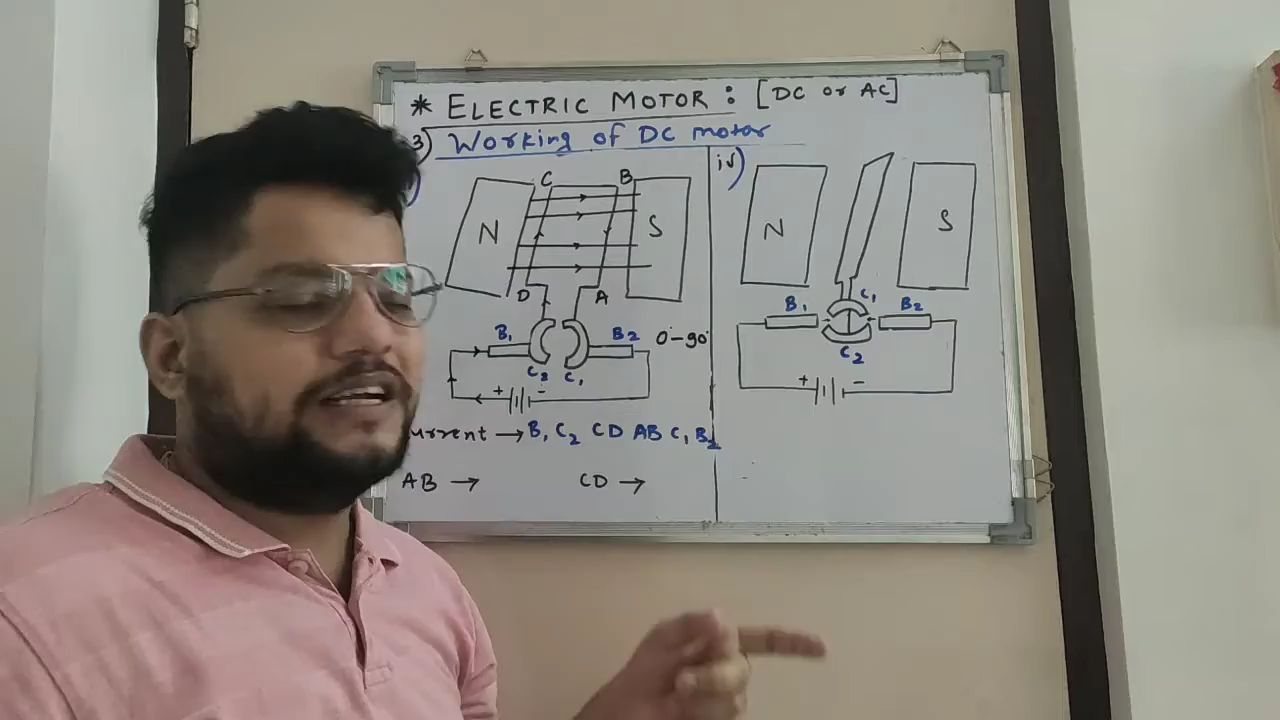 * ELECTRIC MOTOR : [DC or AC]
3) Working of DC motor
C B
N S
D A
B1 B2 0°-90°
C2 C1
+ -
→ B1 C2 CD AB C1 B2
AB → CD →
iv)
N S
B1 C1 B2
C2
+ -